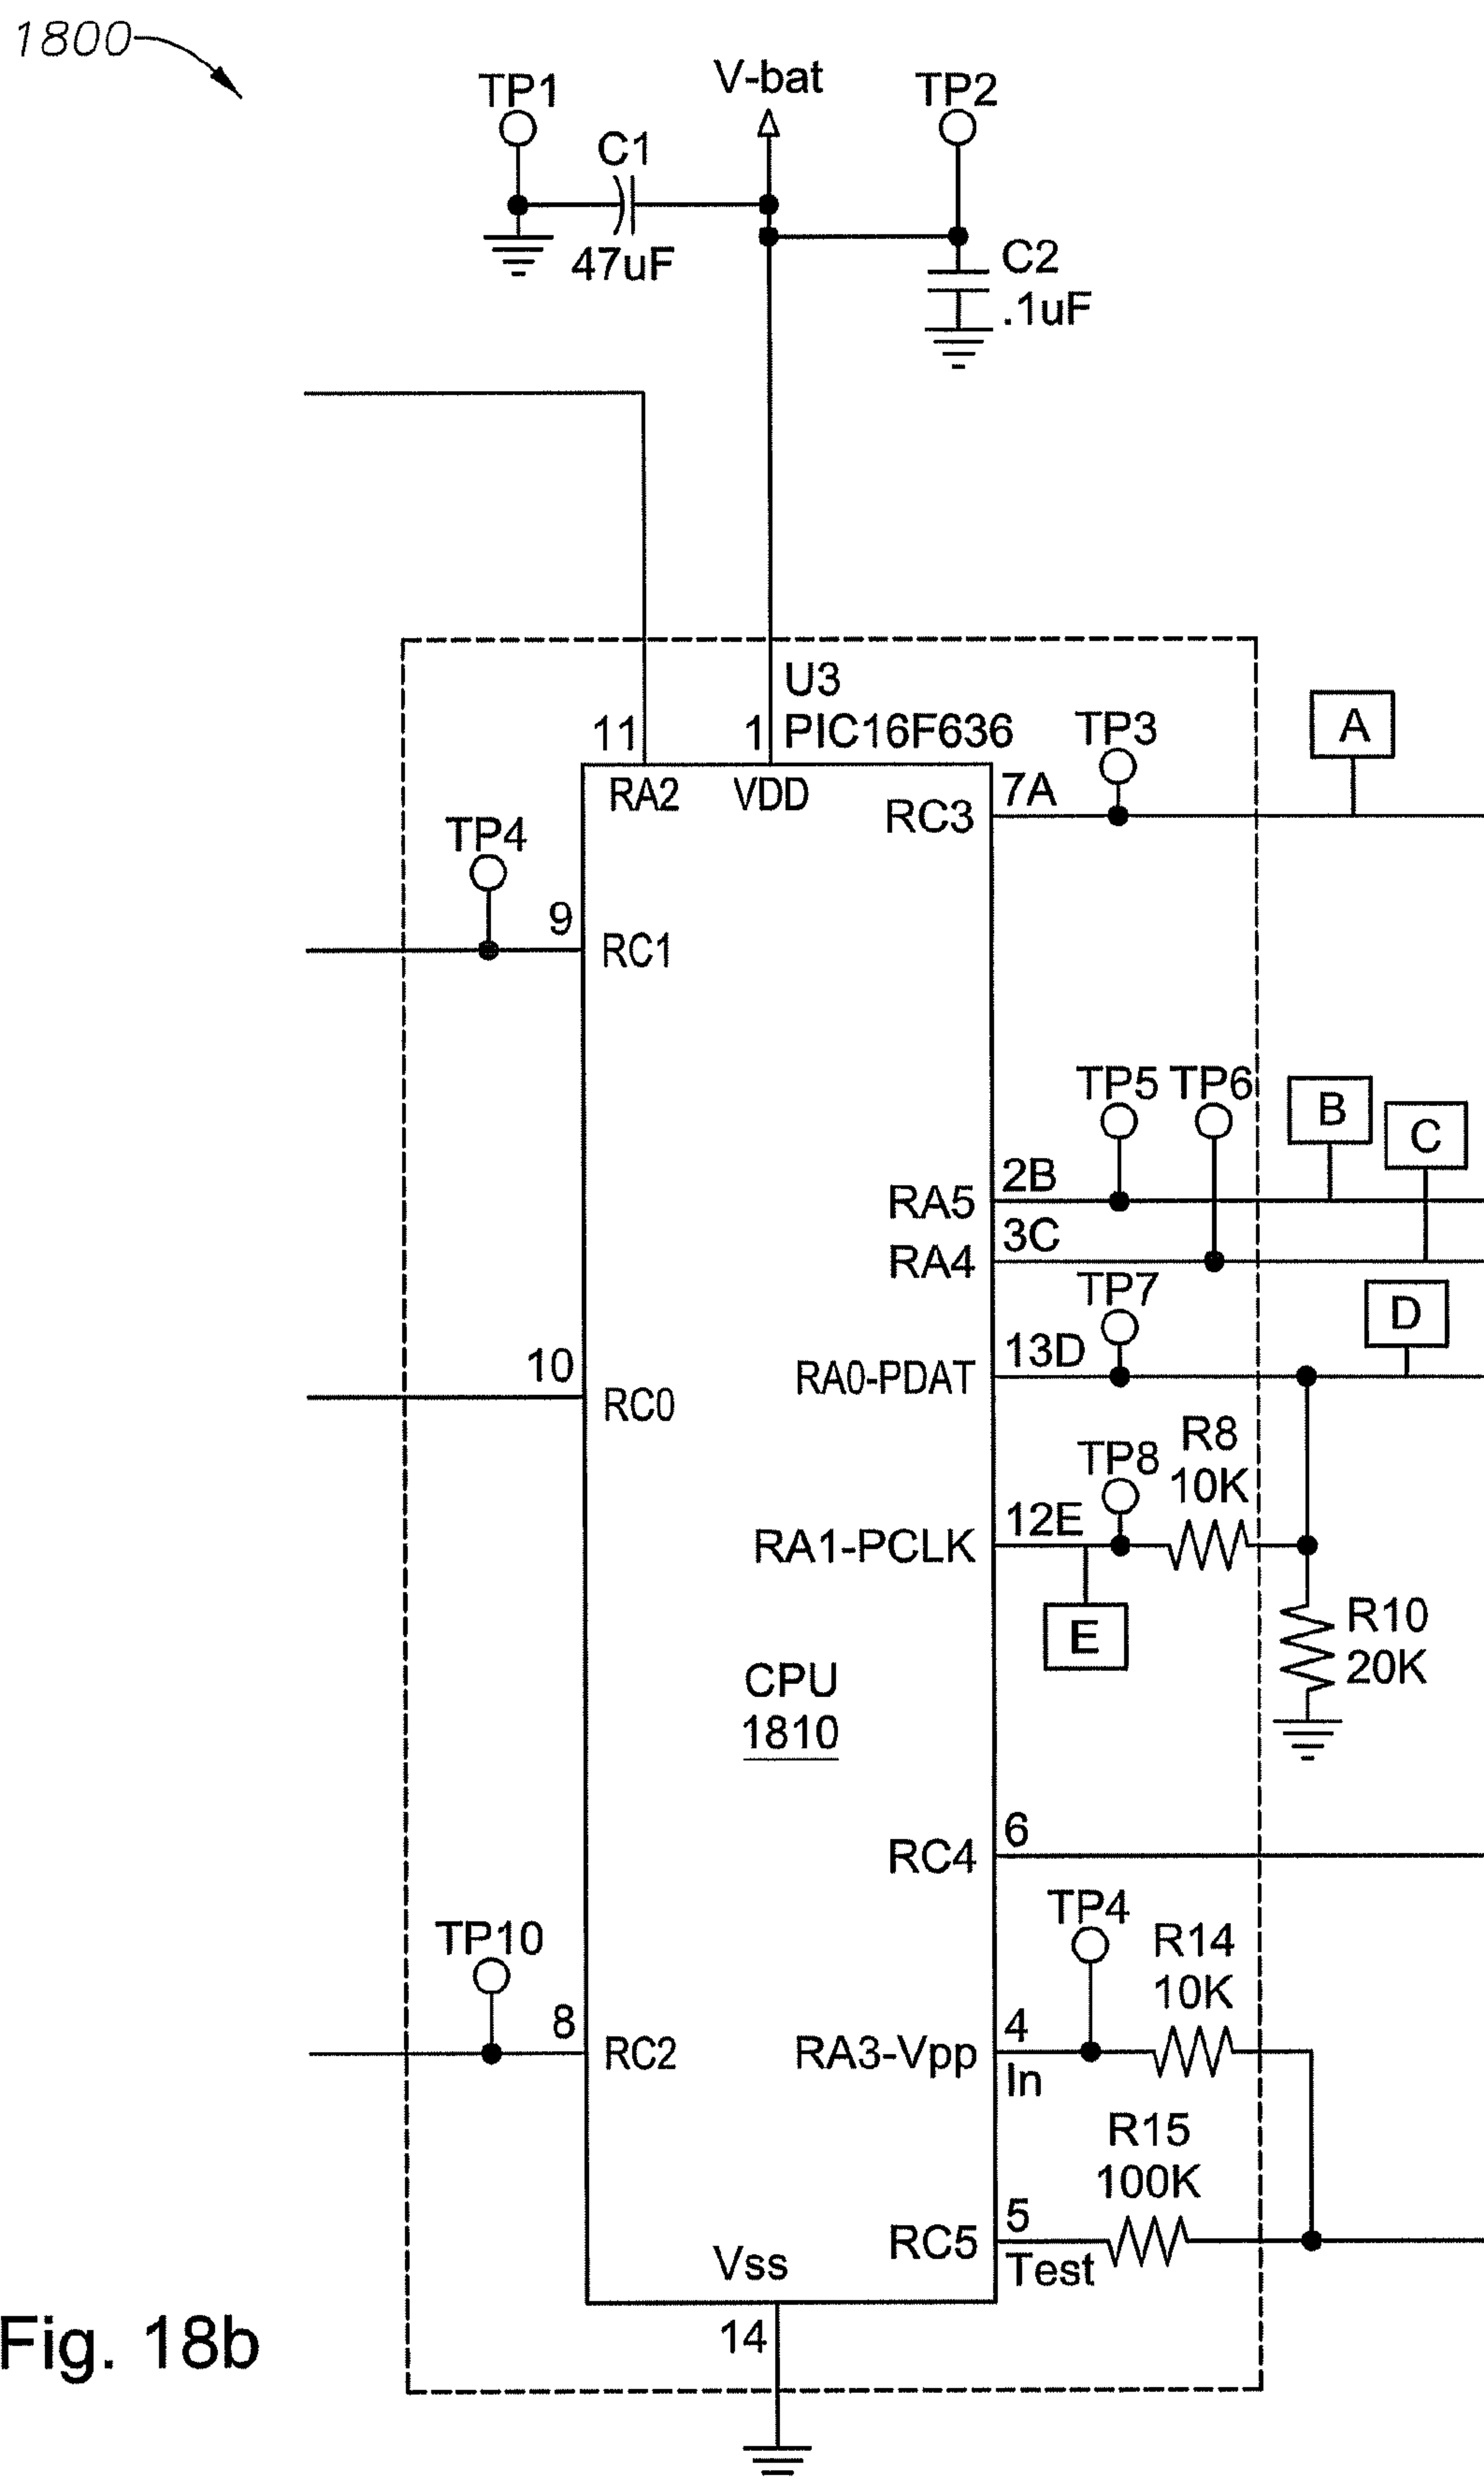 1800
TP1
V-bat
TP2
C1
47uF
C2
.1uF
U3
PIC16F636
11
1
RA2
VDD
RC3
7A
TP3
A
TP4
9
RC1
TP5
TP6
B
C
RA5
2B
RA4
3C
TP7
D
10
RC0
RA0-PDAT
13D
R8
10K
TP8
RA1-PCLK
12E
E
R10
20K
CPU
1810
RC4
6
TP4
R14
10K
TP10
8
RC2
RA3-Vpp
4
In
R15
100K
RC5
5
Test
Vss
14
Fig. 18b